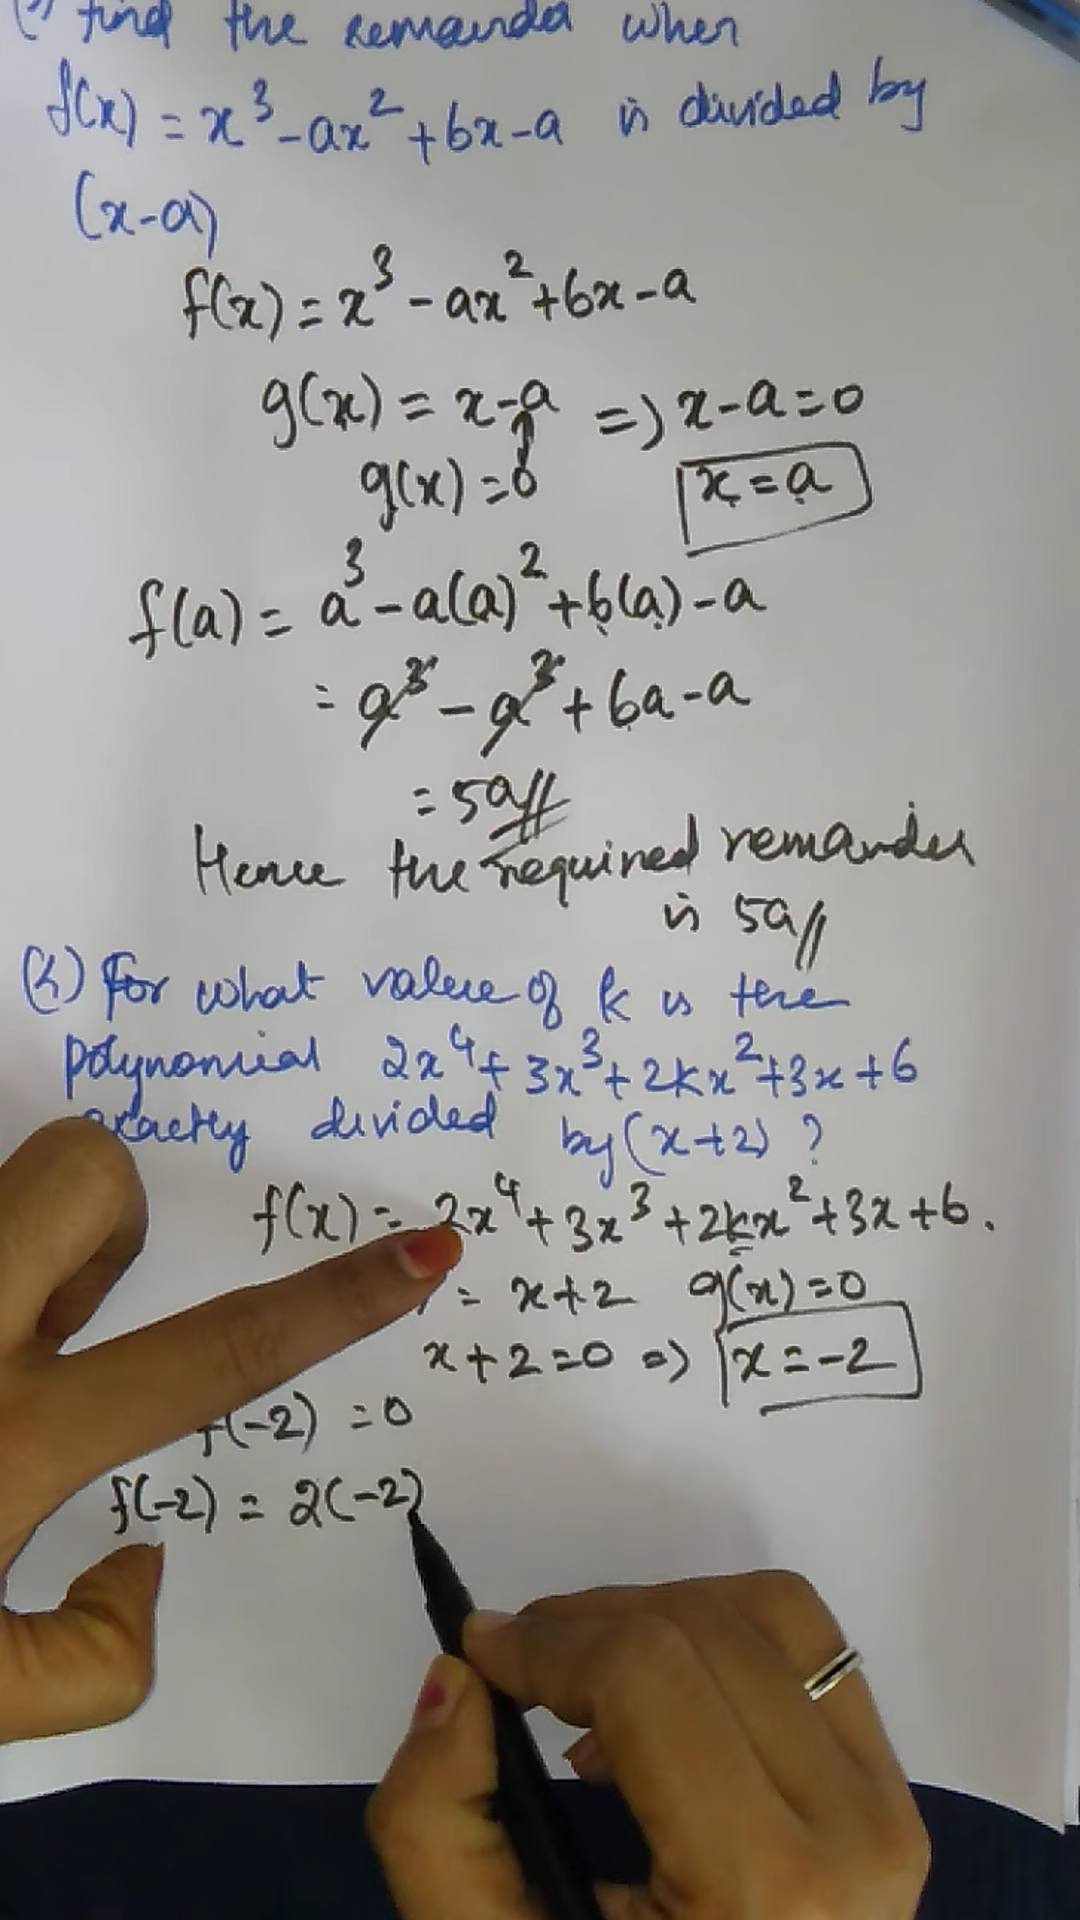 find the remainder when
f(x) = x³ - ax² + 6x - a is divided by
(x-a)
f(x) = x³ - ax² + 6x - a
g(x) = x - a ⇒ x - a = 0
g(x) = 0 x = a
f(a) = a³ - a(a)² + 6(a) - a
= a³ - a³ + 6a - a
= 5a//
Hence the required remainder
is 5a//
For what value of k is the
polynomial 2x⁴ + 3x³ + 2kx² + 3x + 6
exactly divided by (x+2) ?
f(x) = 2x⁴ + 3x³ + 2kx² + 3x + 6.
= x+2 g(x) = 0
x + 2 = 0 ⇒ x = -2
f(-2) = 0
f(-2) = 2(-2)